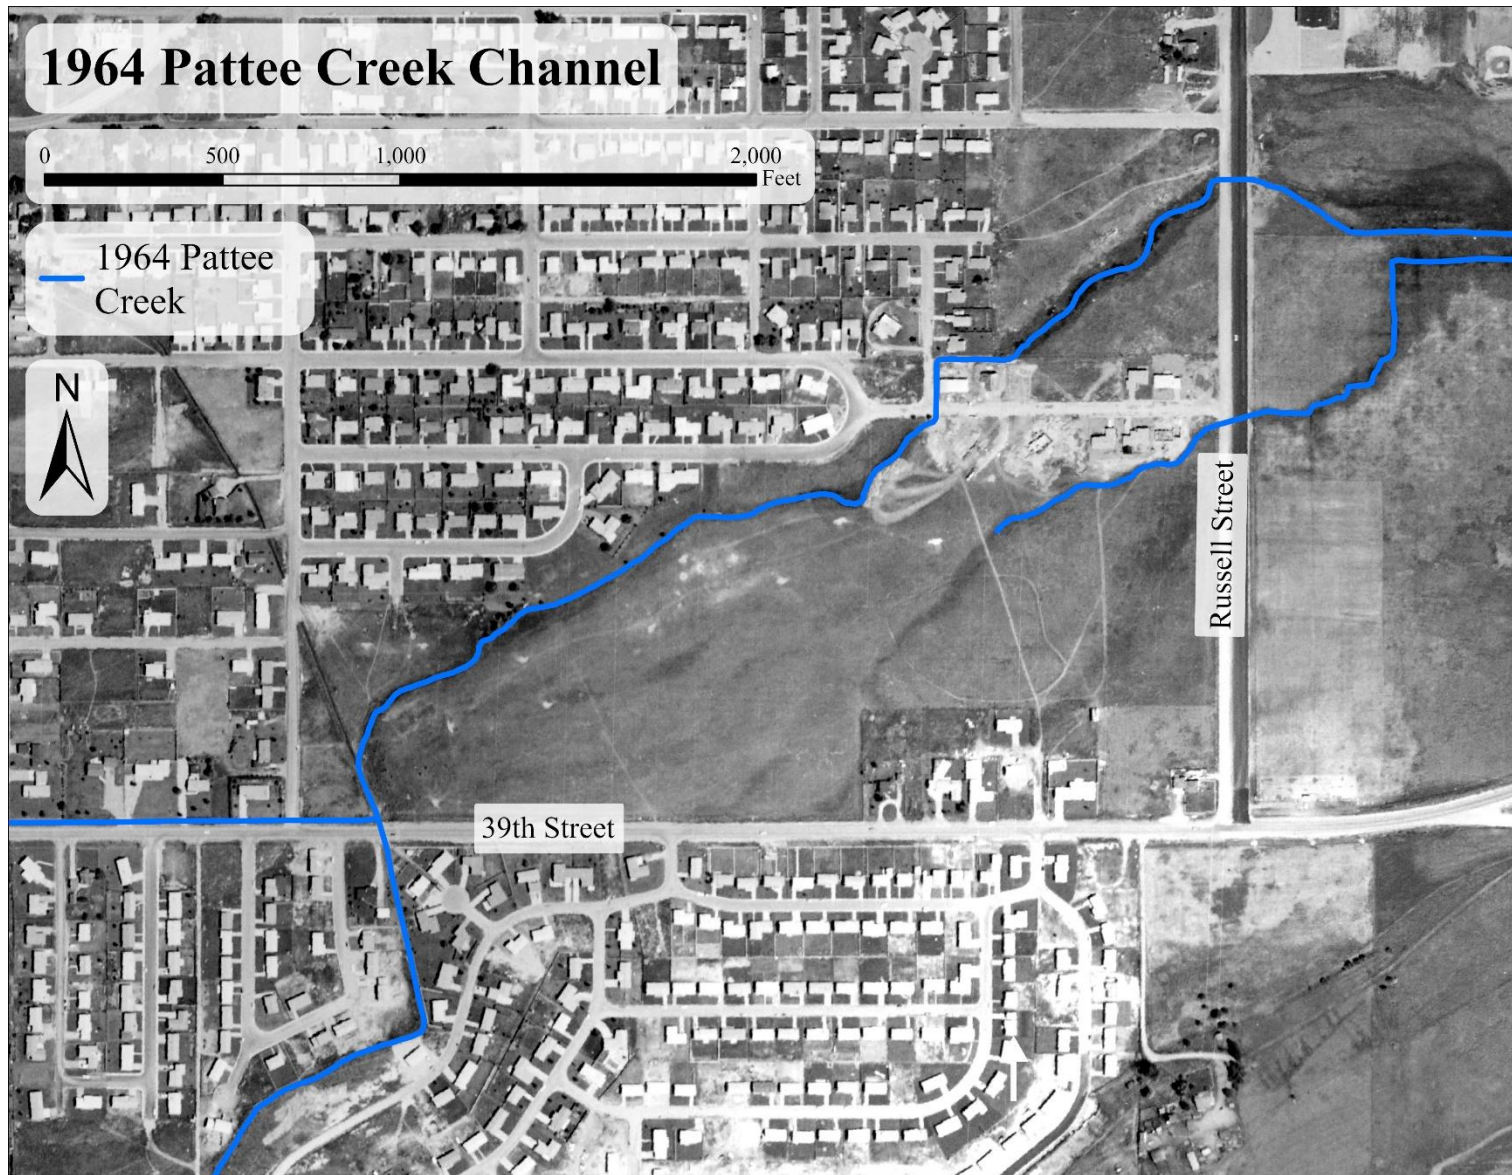 1964 Pattee Creek Channel
0 500 1,000 2,000
Feet
1964 Pattee
Creek
N
Russell Street
39th Street